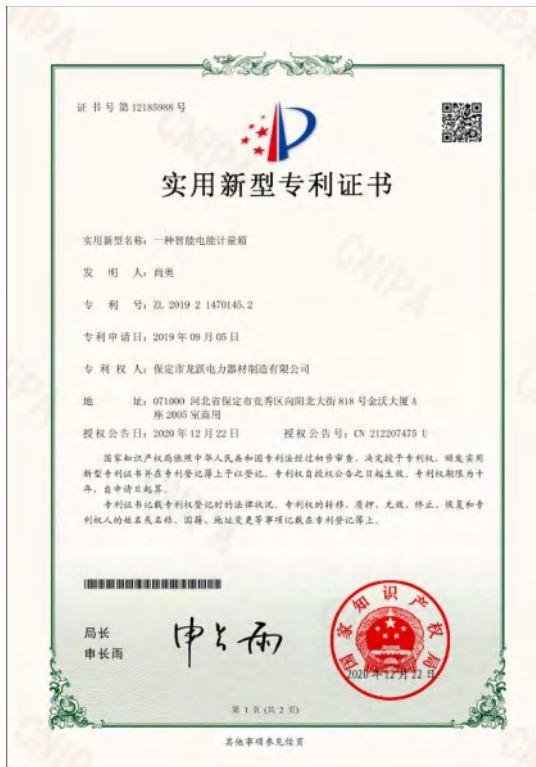 证书号第12185988号
实用新型专利证书
实用新型名称：一种智能电能计量箱
发 明 人：尚奥
专 利 号：ZL 2019 2 1470145.2
专利申请日：2019年09月05日
专 利 权 人：保定市龙跃电力器材制造有限公司
地 址：071000 河北省保定市竞秀区向阳北大街818号金沃大厦A
座2005室商用
授权公告日：2020年12月22日 授权公告号：CN 212207475 U
国家知识产权局依照中华人民共和国专利法经过初步审查，决定授予专利权，颁发实用
新型专利证书并在专利登记簿上予以登记。专利权自授权公告之日起生效。专利权期限为十
年，自申请日起算。
专利证书记载专利权登记时的法律状况。专利权的转移、质押、无效、终止、恢复和专
利权人的姓名或名称、国籍、地址变更等事项记载在专利登记簿上。
局长
申长雨
申长雨
国家知识产权局
2020年12月22日
第 1 页 (共 2 页)
其他事项参见续页
CNIPA